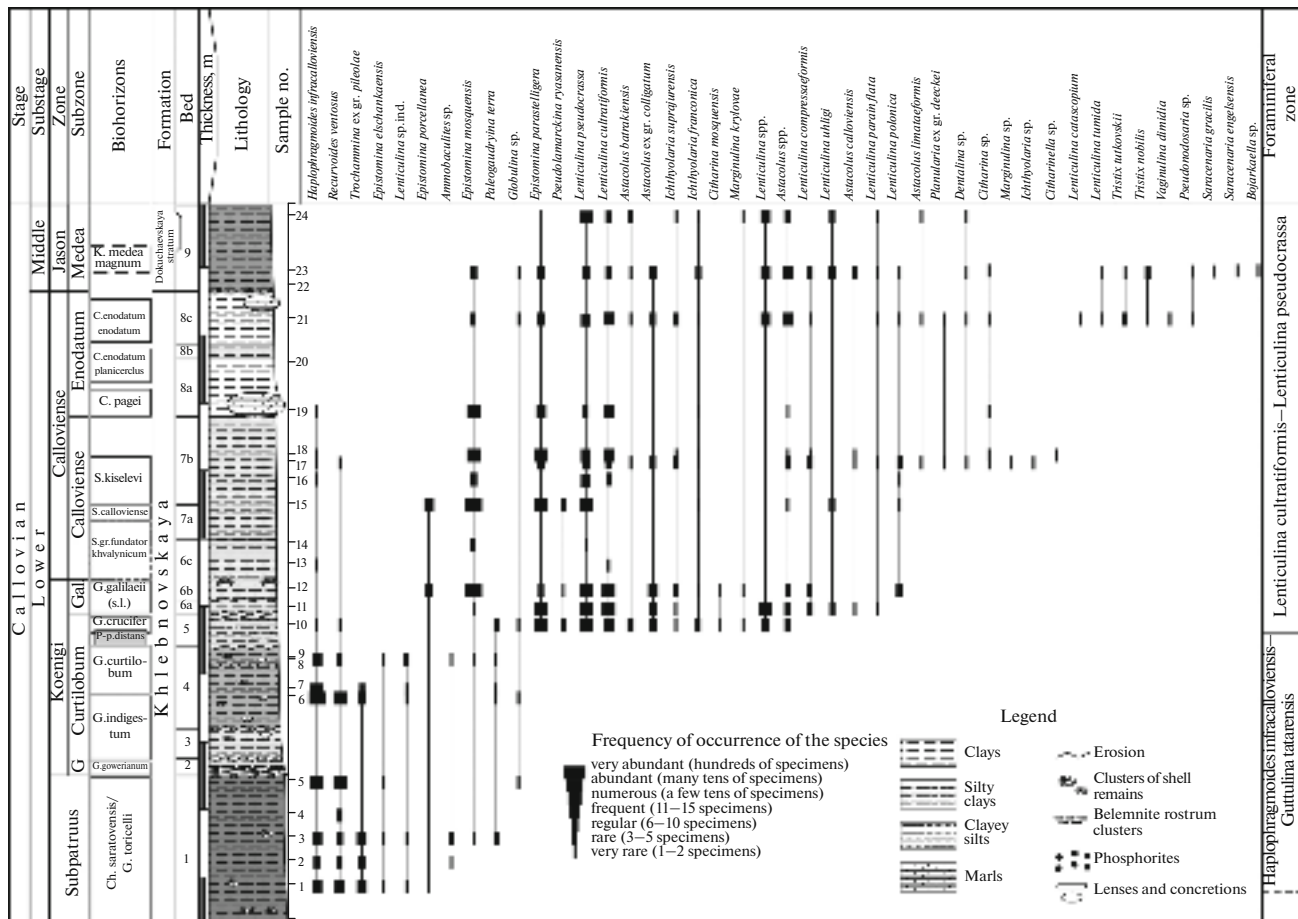 Stage
Substage
Zone
Subzone
Biohorizons
Formation
Bed
Thickness, m
Lithology
Sample no.
Haplophragmoides infracalloviensis
Recurvoides ventosus
Trochammina ex gr. pileolae
Epistomina elschankaensis
Lenticulina sp.ind.
Epistomina porcellanea
Ammobaculites sp.
Epistomina mosquensis
Paleogaudryina terra
Globulina sp.
Epistomina parastelligera
Pseudolamarckina ryasanensis
Lenticulina pseudocrassa
Lenticulina cultratiformis
Astacolus batrakiensis
Astacolus ex gr. colligatum
Ichthyolaria suprajurensis
Ichthyolaria franconica
Citharina mosquensis
Marginulina krylovae
Lenticulina spp.
Astacolus spp.
Lenticulina compressaeformis
Lenticulina uhligi
Astacolus calloviensis
Lenticulina parainflata
Lenticulina polonica
Astacolus limataeformis
Planularia ex gr. deeckei
Dentalina sp.
Citharina sp.
Marginulina sp.
Ichtyolaria sp.
Citharinella sp.
Lenticulina catascopium
Lenticulina tumida
Tristix tutkovskii
Tristix nobilis
Vaginulina dimidia
Pseudonodosaria sp.
Saracenaria gracilis
Saracenaria engelsensis
Bojarkaella sp.
Foraminiferal
zone
Callovian
Lower
Middle
Jason
Medea
K. medea
magnum
Dokuchaevskaya
stratum
9
24
23
22
Calloviense
Enodatum
C.enodatum
enodatum
8c
21
C.enodatum
planicerclus
8b
20
8a
C. pagei
19
Calloviense
Khlebnovskaya
7b
18
17
S.kiselevi
16
S.calloviense
15
7a
S.gr.fundator
khvalynicum
14
6c
13
Koenigi
Gal
G.galilaeii
(s.l.)
6b
12
6a
11
G.crucifer
5
10
P-p.distans
Curtilobum
G.curtilo-
bum
9
8
4
7
6
G.indiges-
tum
3
G
G.gowerianum
2
5
Subpatruus
Ch. saratovensis/
G. toricelli
1
4
3
2
1
Lenticulina cultratiformis–Lenticulina pseudocrassa
Haplophragmoides infracalloviensis–
Guttulina tatarensis
Frequency of occurrence of the species
very abundant (hundreds of specimens)
abundant (many tens of specimens)
numerous (a few tens of specimens)
frequent (11–15 specimens)
regular (6–10 specimens)
rare (3–5 specimens)
very rare (1–2 specimens)
Legend
Clays
Silty
clays
Clayey
silts
Marls
Erosion
Clusters of shell
remains
Belemnite rostrum
clusters
Phosphorites
Lenses and concretions